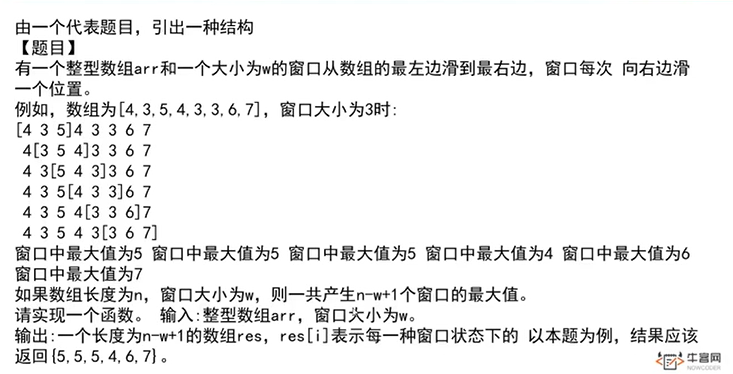 由一个代表题目，引出一种结构
【题目】
有一个整型数组arr和一个大小为w的窗口从数组的最左边滑到最右边，窗口每次 向右边滑
一个位置。
例如，数组为[4,3,5,4,3,3,6,7]，窗口大小为3时:
[4 3 5]4 3 3 6 7
4[3 5 4]3 3 6 7
4 3[5 4 3]3 6 7
4 3 5[4 3 3]6 7
4 3 5 4[3 3 6]7
4 3 5 4 3[3 6 7]
窗口中最大值为5 窗口中最大值为5 窗口中最大值为5 窗口中最大值为4 窗口中最大值为6
窗口中最大值为7
如果数组长度为n，窗口大小为w，则一共产生n-w+1个窗口的最大值。
请实现一个函数。 输入:整型数组arr，窗口大小为w。
输出:一个长度为n-w+1的数组res，res[i]表示每一种窗口状态下的 以本题为例，结果应该
返回{5,5,5,4,6,7}。
牛客网
NOWCODER